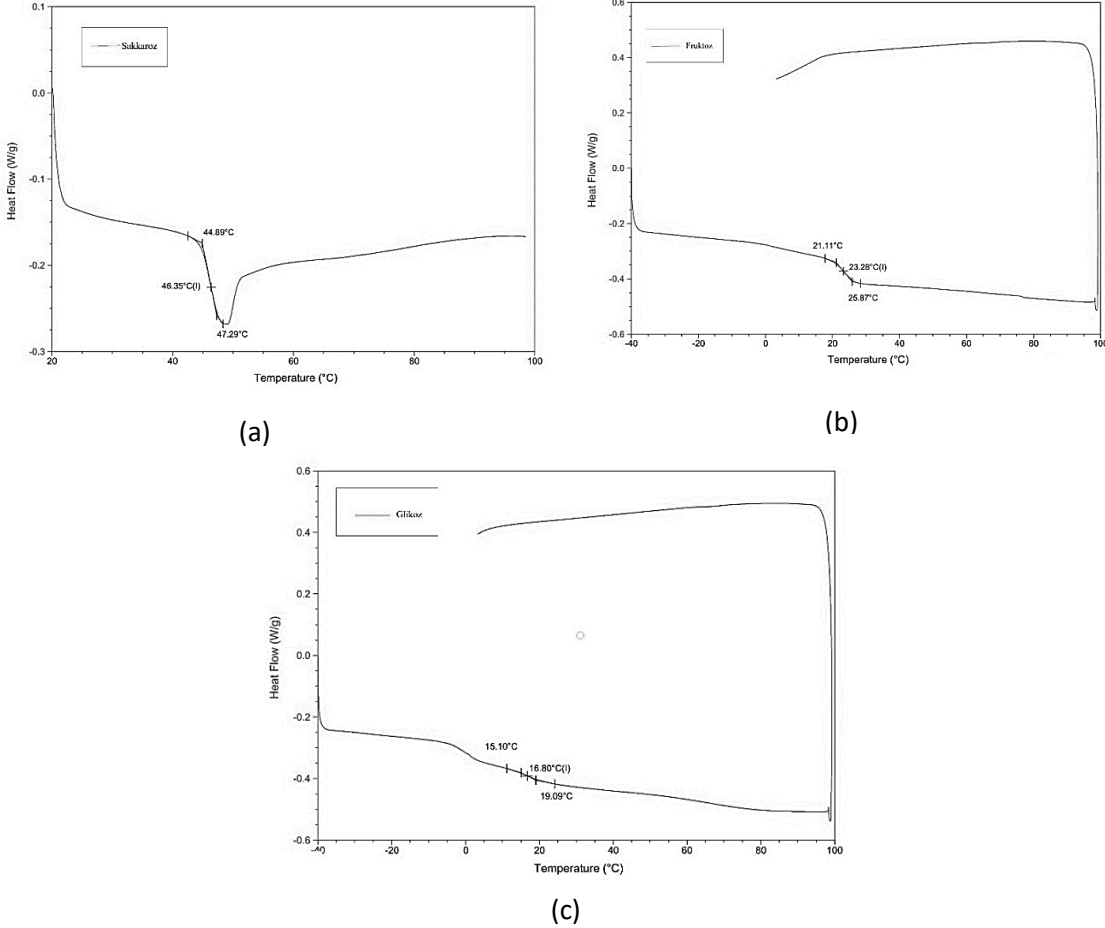 0.1
Sakkaroz
0.0
-0.1
-0.2
-0.3
Heat Flow (W/g)
44.89°C
46.35°C(I)
47.29°C
20 40 60 80 100
Temperature (°C)
(a)
0.6
Fruktoz
0.4
0.2
0.0
-0.2
-0.4
-0.6
Heat Flow (W/g)
21.11°C
23.28°C(I)
25.87°C
-40 0 20 40 60 80 100
Temperature (°C)
(b)
0.6
Glikoz
0.4
0.2
0.0
-0.2
-0.4
-0.6
Heat Flow (W/g)
15.10°C
16.80°C(I)
19.09°C
-40 0 20 40 60 80 100
Temperature (°C)
(c)